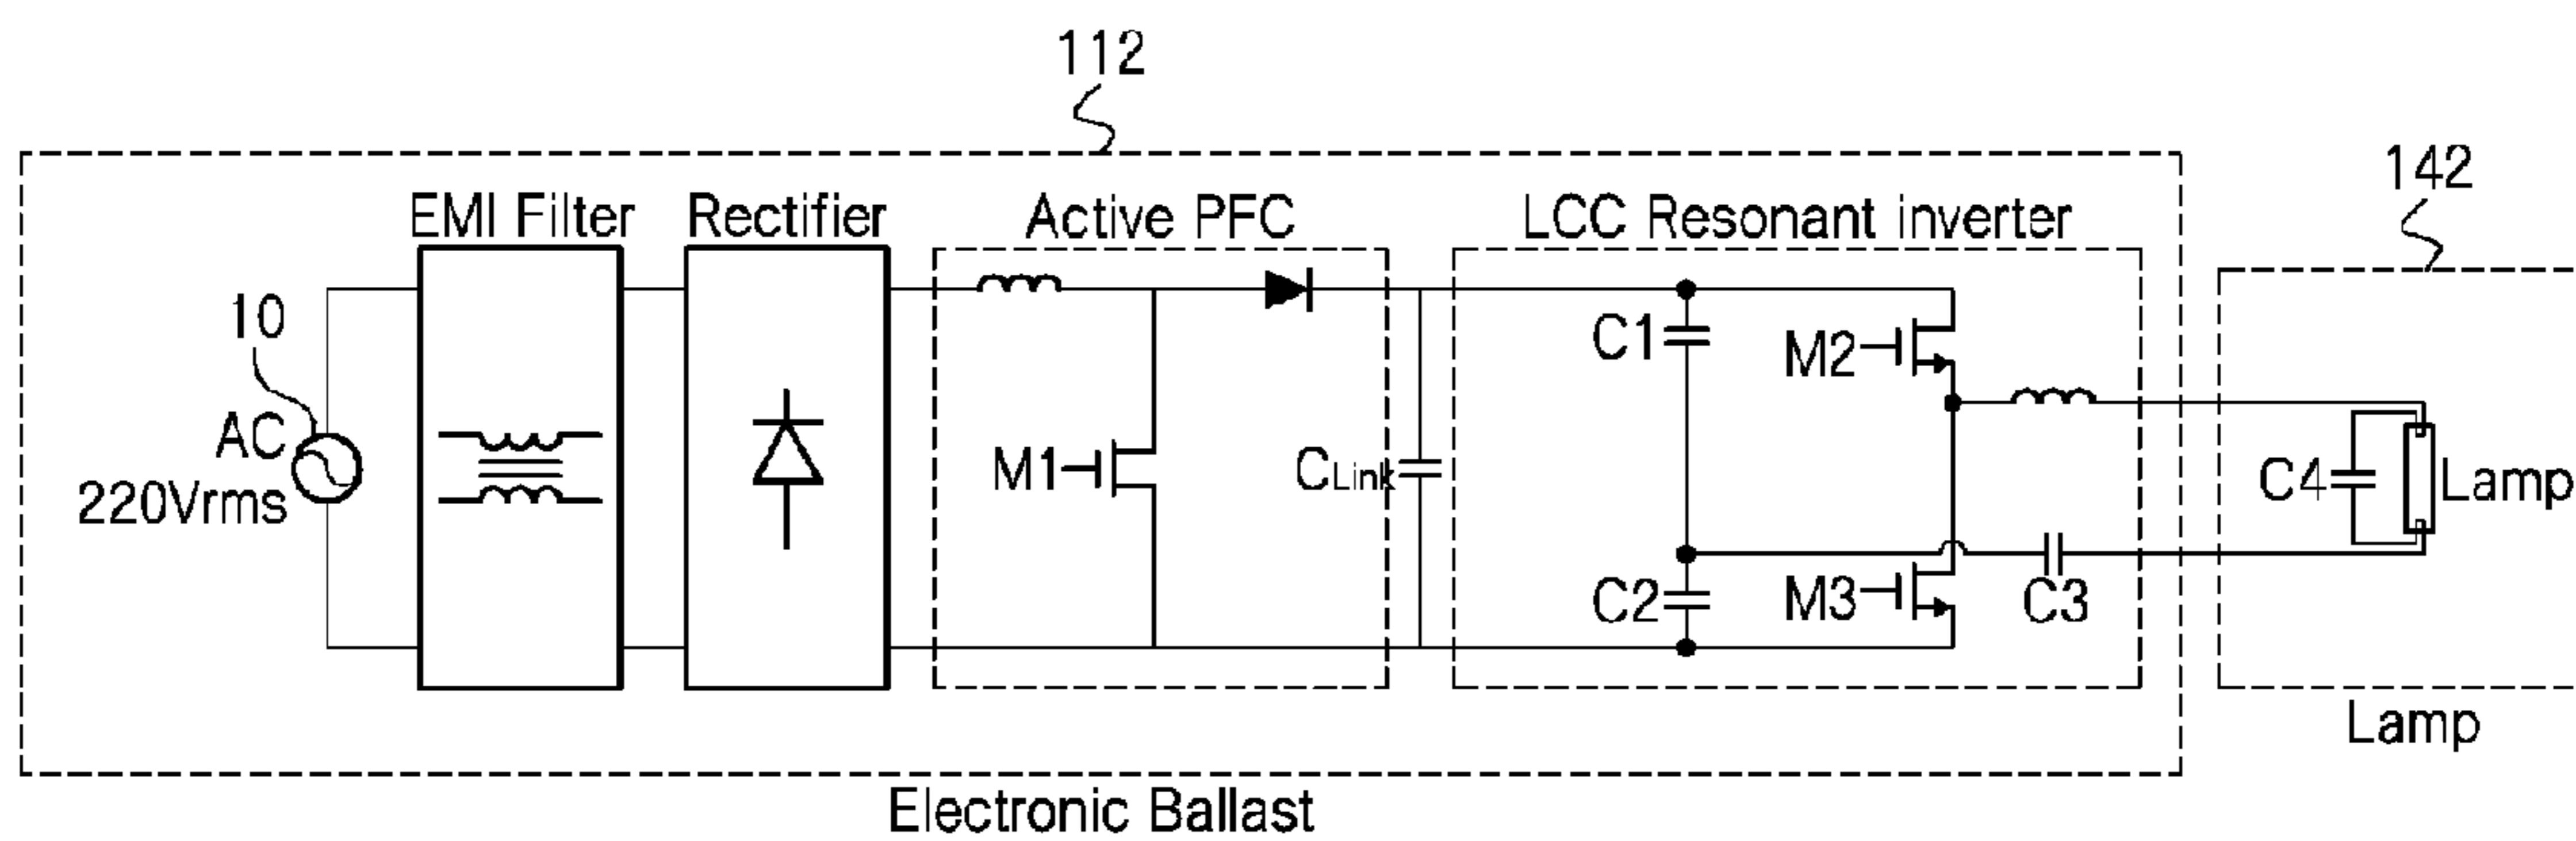 112
142
EMI Filter
Rectifier
Active PFC
LCC Resonant inverter
10
AC
220Vrms
M1
CLink
C1
M2
C2
M3
C3
C4
Lamp
Lamp
Electronic Ballast